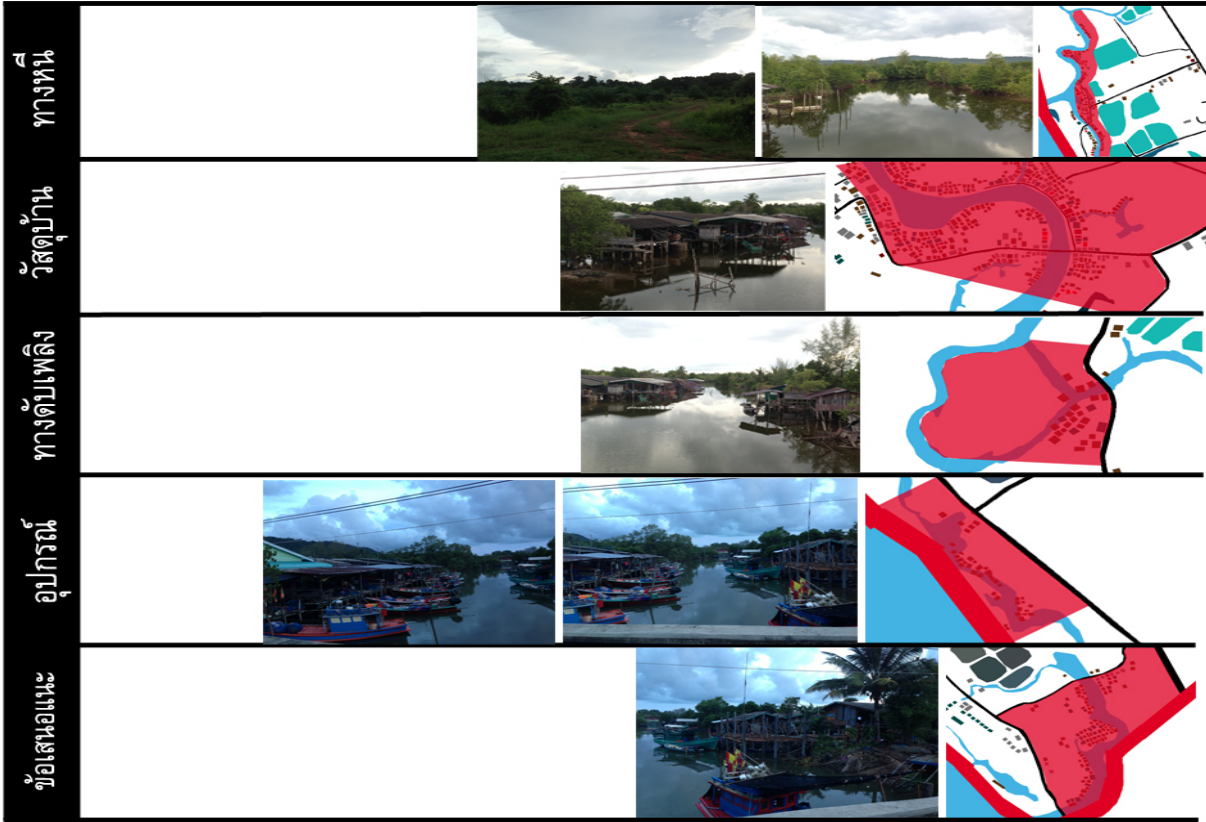 ทางหนี
วัสดุบ้าน
ทางดับเพลิง
อุปกรณ์
ข้อเสนอแนะ